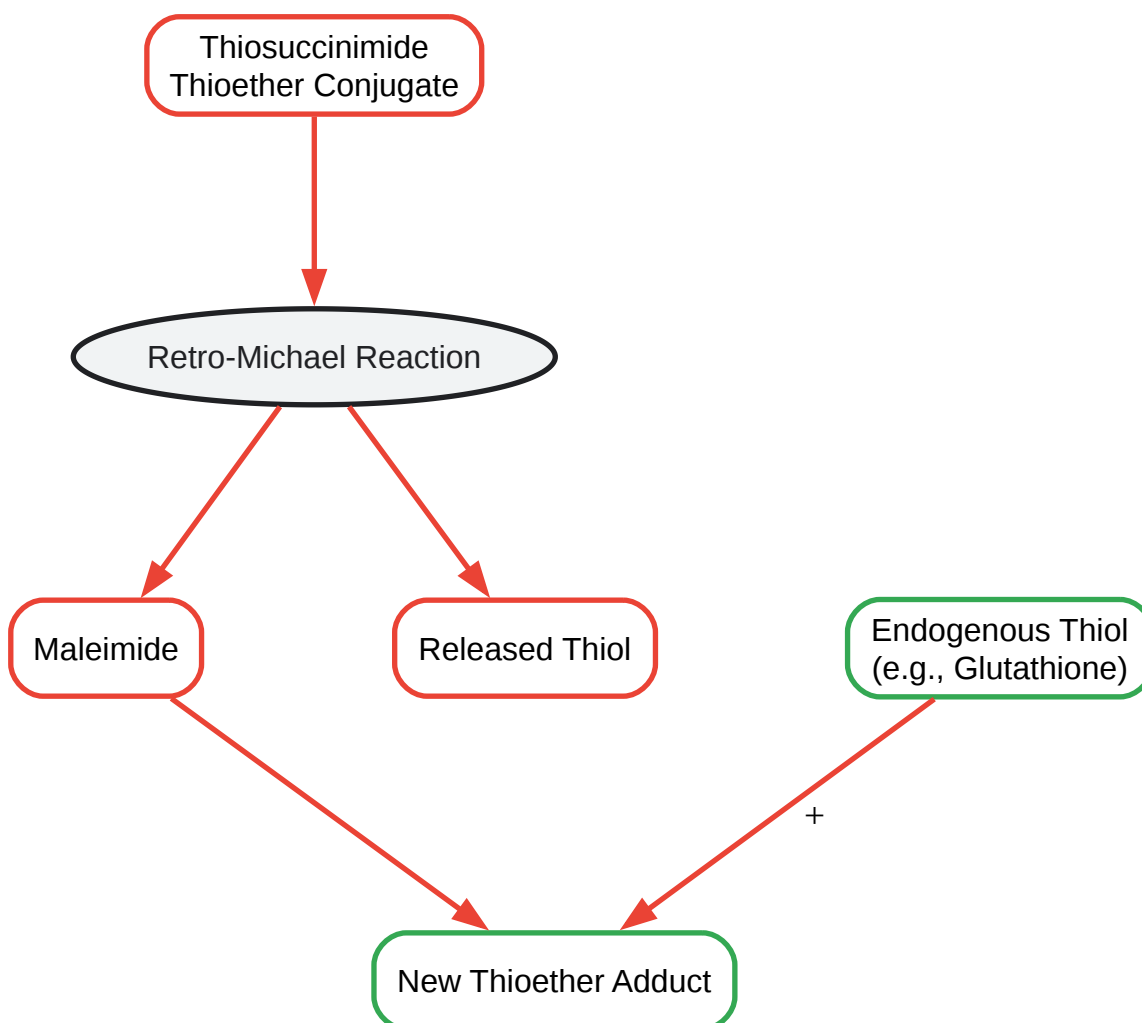 Thiosuccinimide
Thioether Conjugate
Retro-Michael Reaction
Maleimide
Released Thiol
Endogenous Thiol
(e.g., Glutathione)
+
New Thioether Adduct